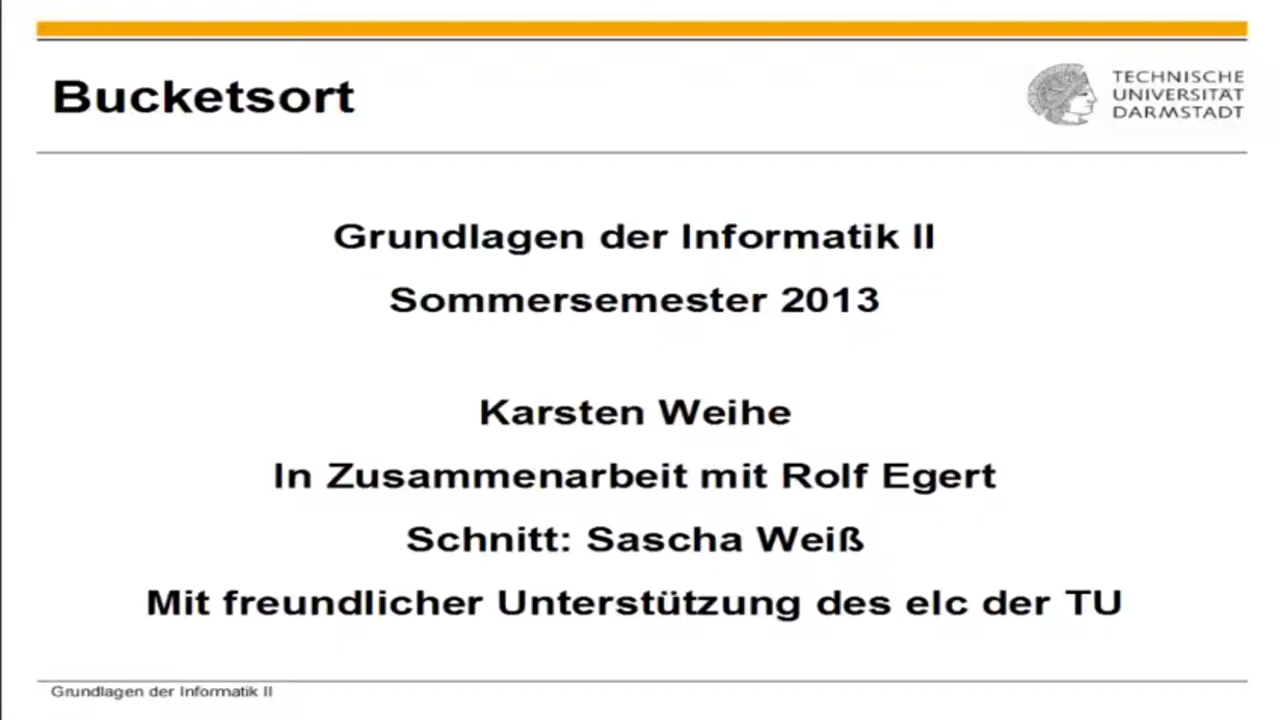 Bucketsort
TECHNISCHE
UNIVERSITÄT
DARMSTADT
Grundlagen der Informatik II
Sommersemester 2013
Karsten Weihe
In Zusammenarbeit mit Rolf Egert
Schnitt: Sascha Weiß
Mit freundlicher Unterstützung des elc der TU
Grundlagen der Informatik II